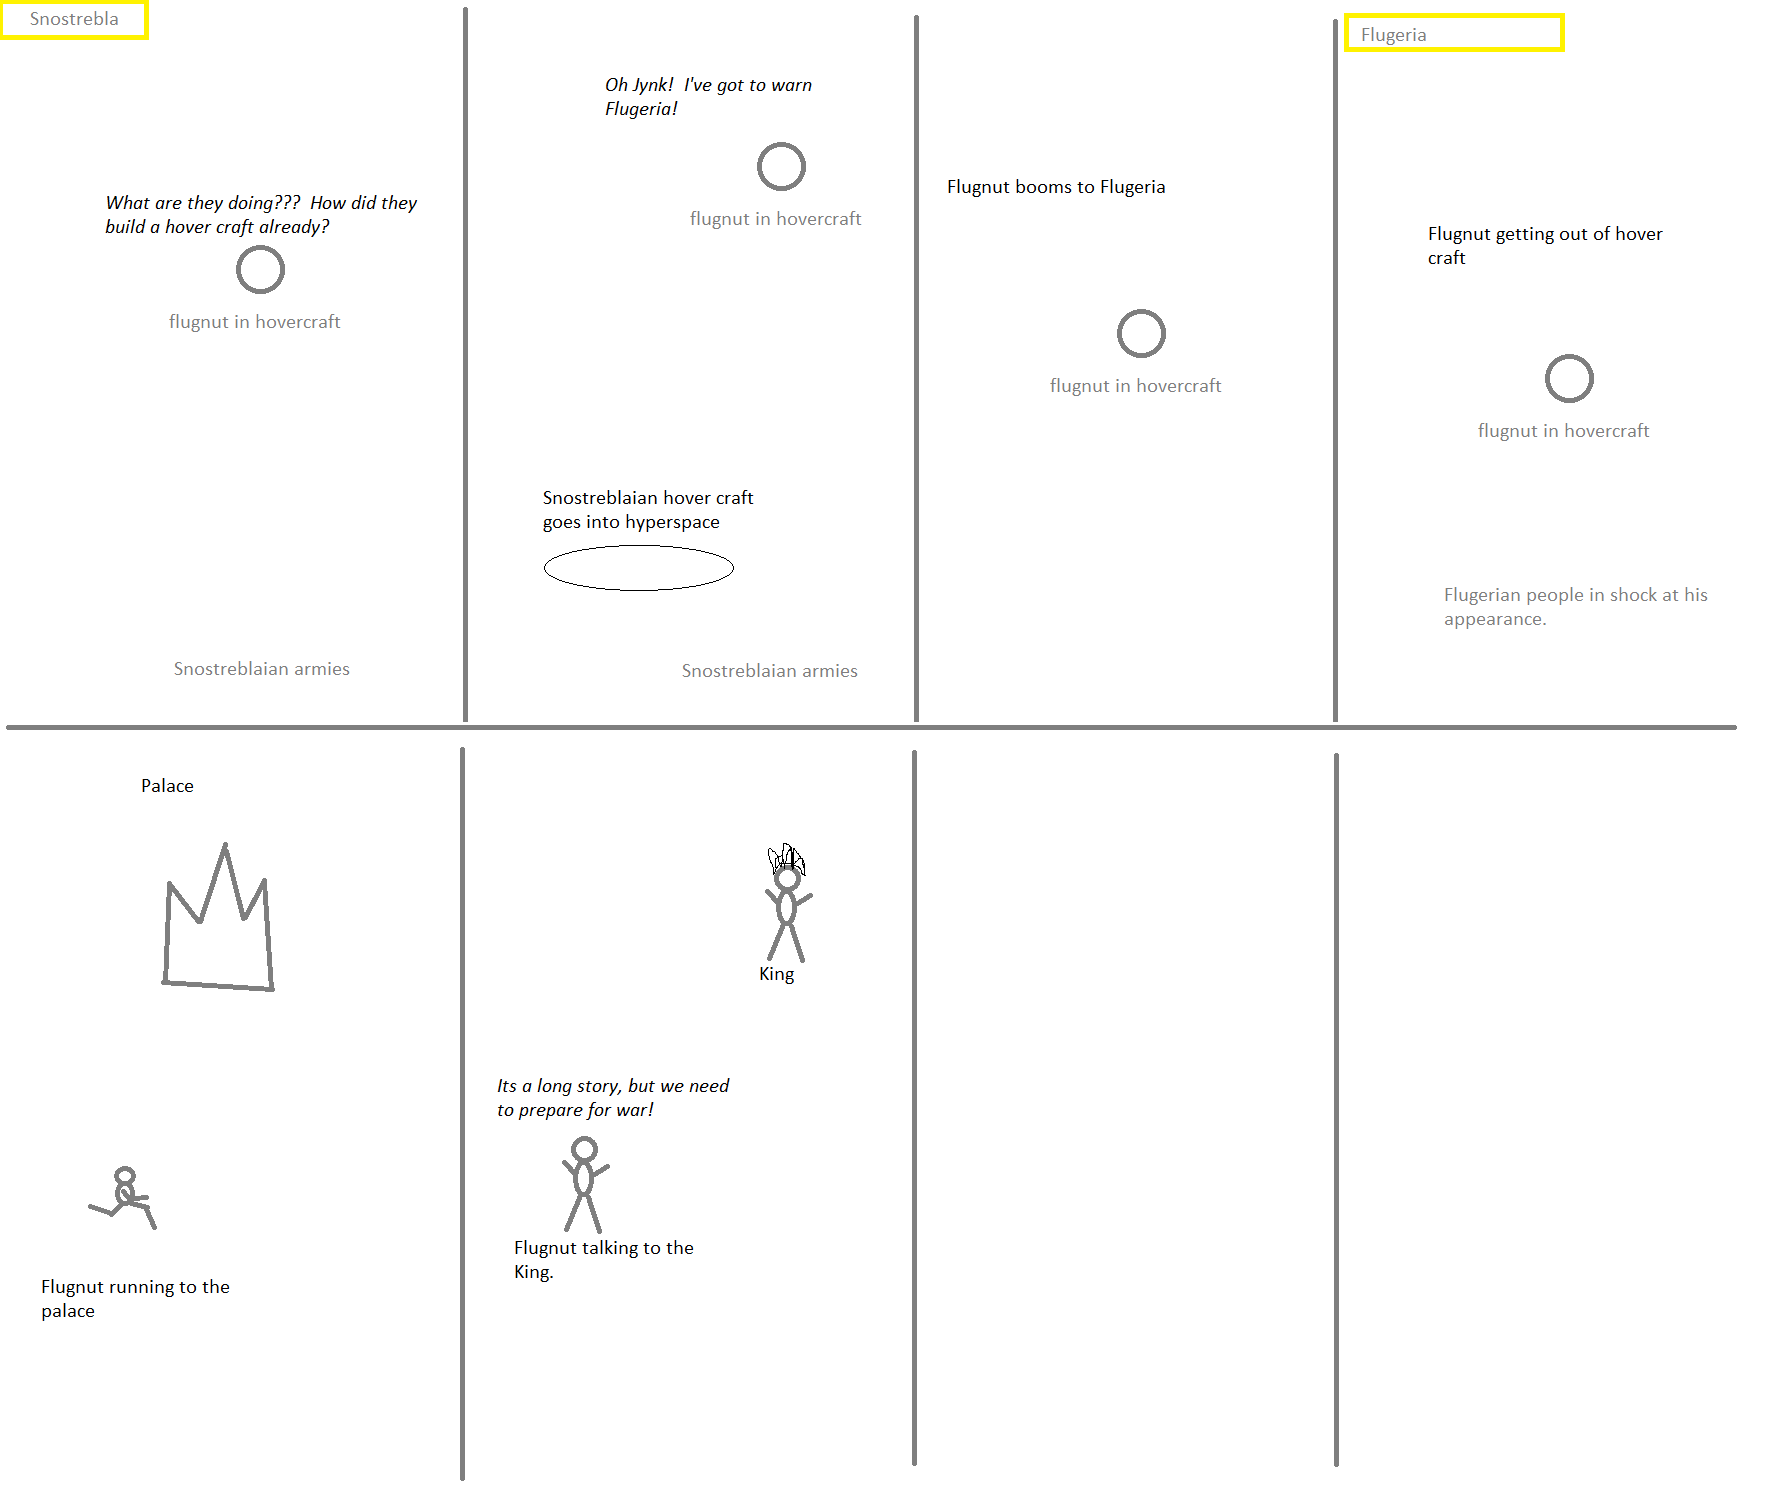 Snostrebla
What are they doing???  How did they
build a hover craft already?
flugnut in hovercraft
Snostreblaian armies
Oh Jynk!  I've got to warn
Flugeria!
flugnut in hovercraft
Snostreblaian hover craft
goes into hyperspace
Snostreblaian armies
Flugnut booms to Flugeria
flugnut in hovercraft
Flugeria
Flugnut getting out of hover
craft
flugnut in hovercraft
Flugerian people in shock at his
appearance.
Palace
Flugnut running to the
palace
King
Its a long story, but we need
to prepare for war!
Flugnut talking to the
King.